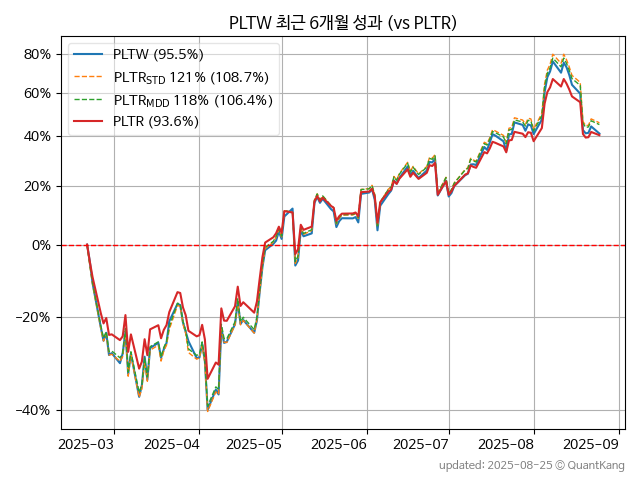 PLTW 최근 6개월 성과 (vs PLTR)
PLTW (95.5%)
PLTR_STD 121% (108.7%)
PLTR_MDD 118% (106.4%)
PLTR (93.6%)
80%
60%
40%
20%
0%
−20%
−40%
2025-03 2025-04 2025-05 2025-06 2025-07 2025-08 2025-09
updated: 2025-08-25 © QuantKang